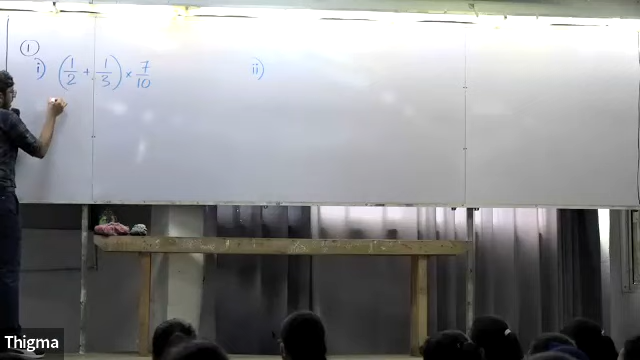 ①
i) (1/2 + 1/3) × 7/10
ii)
Thigma